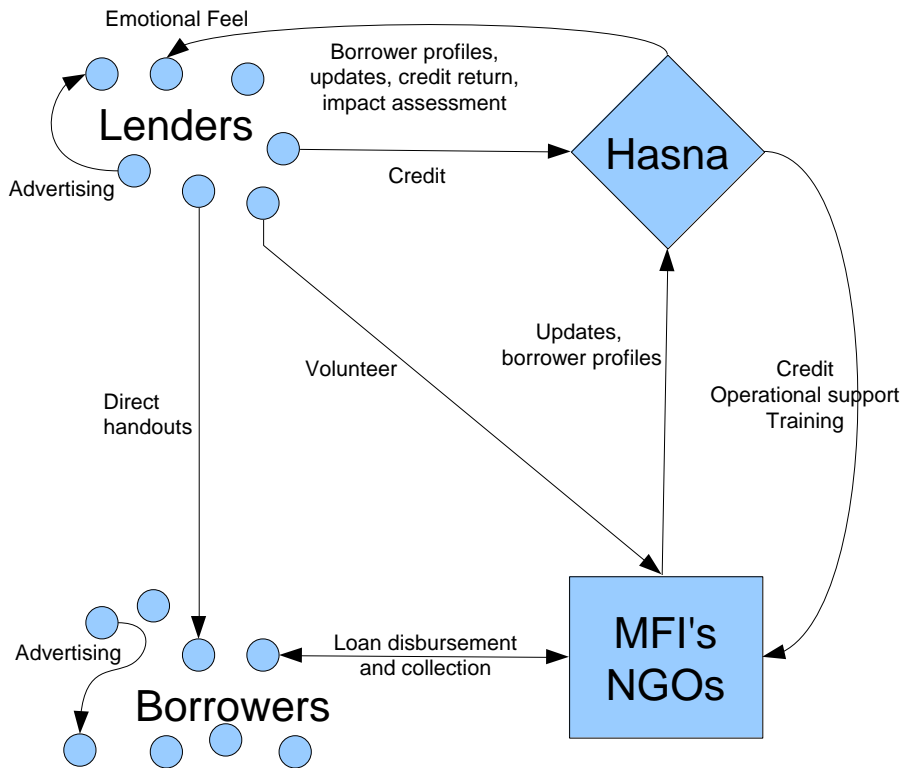 Emotional Feel
Borrower profiles,
updates, credit return,
impact assessment
Lenders
Hasna
Credit
Advertising
Updates,
borrower profiles
Volunteer
Credit
Operational support
Training
Direct
handouts
MFI's
NGOs
Loan disbursement
and collection
Advertising
Borrowers